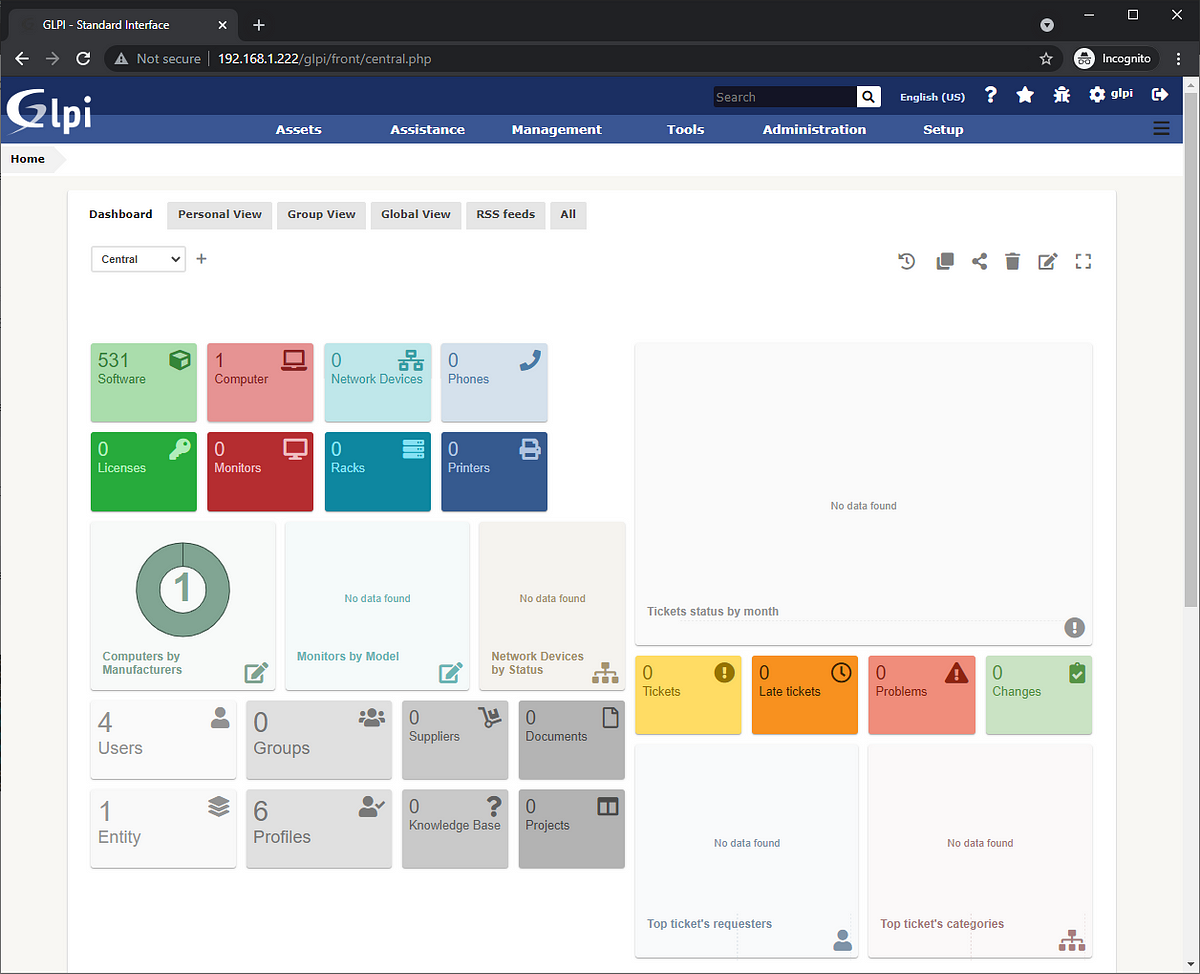 GLPI - Standard Interface
Not secure
192.168.1.222/glpi/front/central.php
Incognito
Glpi
Search
English (US)
?
glpi
Assets
Assistance
Management
Tools
Administration
Setup
Home
Dashboard
Personal View
Group View
Global View
RSS feeds
All
Central
+
531
Software
1
Computer
0
Network Devices
0
Phones
0
Licenses
0
Monitors
0
Racks
0
Printers
1
Computers by
Manufacturers
No data found
Monitors by Model
No data found
Network Devices
by Status
4
Users
0
Groups
0
Suppliers
0
Documents
1
Entity
6
Profiles
0
Knowledge Base
0
Projects
No data found
Tickets status by month
0
Tickets
0
Late tickets
0
Problems
0
Changes
No data found
Top ticket's requesters
No data found
Top ticket's categories